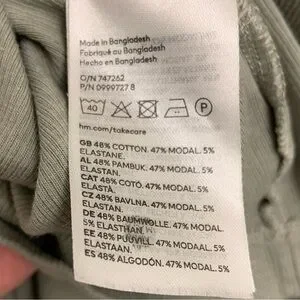 Made in Bangladesh
Fabriqué au Bangladesh
Hecho en Bangladesh
O/N 747262
P/N 0999727 8
40
P
hm.com/takecare
GB 48% COTTON. 47% MODAL. 5%
ELASTANE.
AL 48% PAMBUK. 47% MODAL. 5%
ELASTAN.
CAT 48% COTÓ. 47% MODAL. 5%
ELASTÀ.
CZ 48% BAVLNA. 47% MODAL. 5%
ELASTAN.
DE 48% BAUMWOLLE. 47% MODAL.
5% ELASTHAN.
EE 48% PUUVILL. 47% MODAL. 5%
ELASTAAN.
ES 48% ALGODÓN. 47% MODAL. 5%